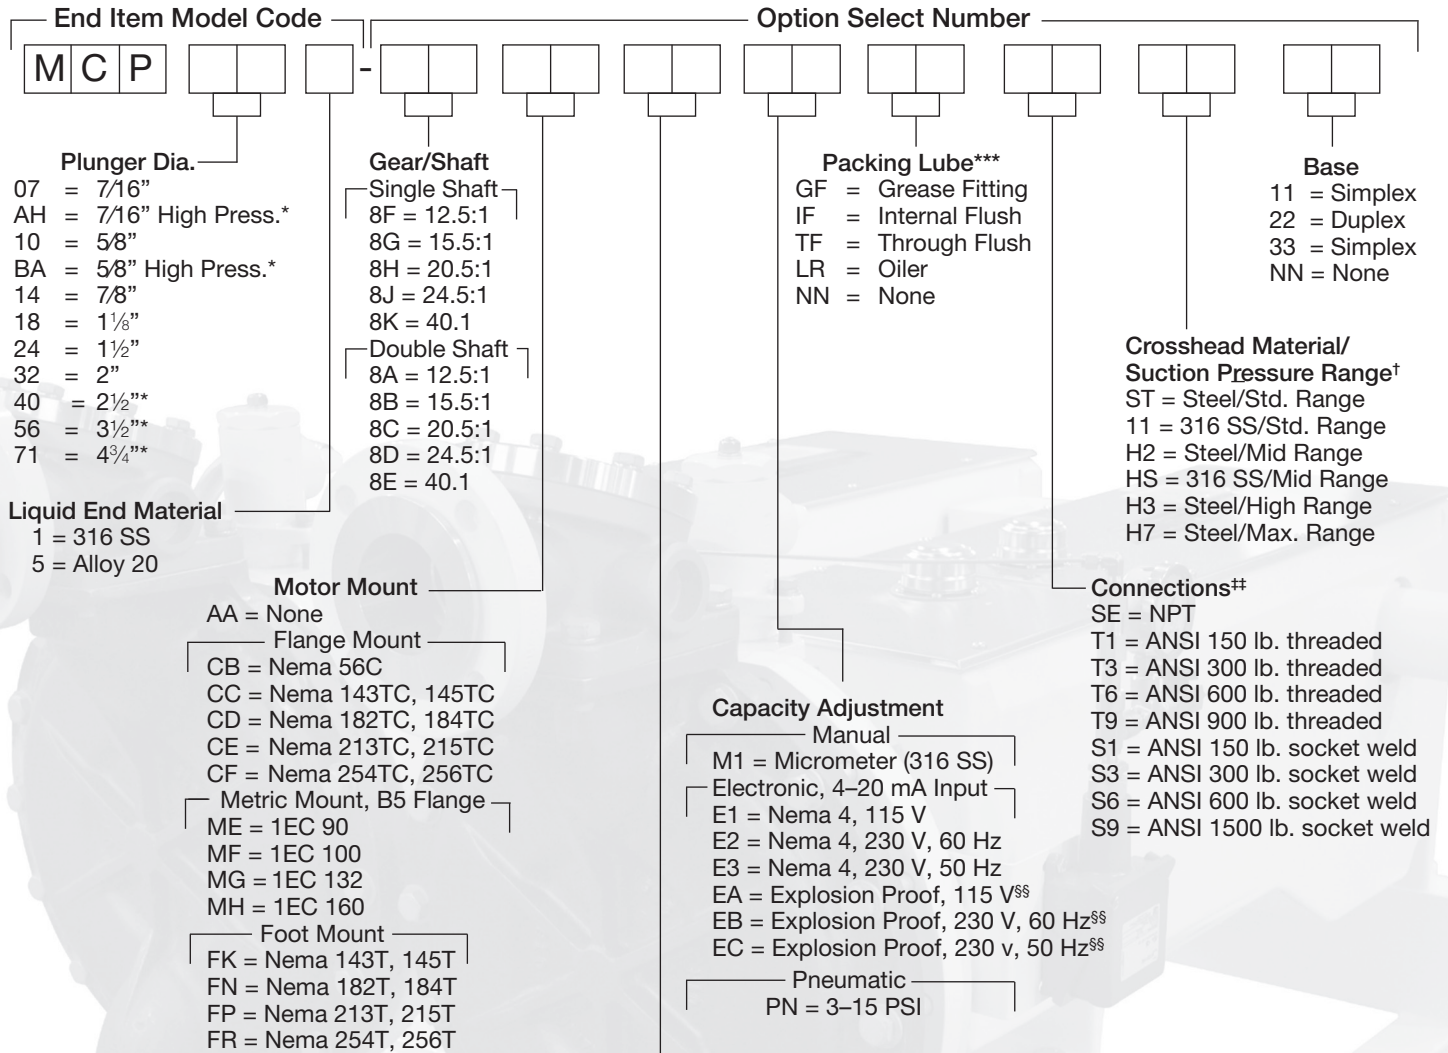 End Item Model Code
Option Select Number
M C P -
Plunger Dia.
07 = 7⁄16”
AH = 7⁄16” High Press.*
10 = 5⁄8”
BA = 5⁄8” High Press.*
14 = 7⁄8”
18 = 1⅛”
24 = 1½”
32 = 2”
40 = 2½”*
56 = 3½”*
71 = 4¾”*
Liquid End Material
1 = 316 SS
5 = Alloy 20
Gear/Shaft
Single Shaft
8F = 12.5:1
8G = 15.5:1
8H = 20.5:1
8J = 24.5:1
8K = 40.1
Double Shaft
8A = 12.5:1
8B = 15.5:1
8C = 20.5:1
8D = 24.5:1
8E = 40.1
Motor Mount
AA = None
Flange Mount
CB = Nema 56C
CC = Nema 143TC, 145TC
CD = Nema 182TC, 184TC
CE = Nema 213TC, 215TC
CF = Nema 254TC, 256TC
Metric Mount, B5 Flange
ME = 1EC 90
MF = 1EC 100
MG = 1EC 132
MH = 1EC 160
Foot Mount
FK = Nema 143T, 145T
FN = Nema 182T, 184T
FP = Nema 213T, 215T
FR = Nema 254T, 256T
Capacity Adjustment
Manual
M1 = Micrometer (316 SS)
Electronic, 4–20 mA Input
E1 = Nema 4, 115 V
E2 = Nema 4, 230 V, 60 Hz
E3 = Nema 4, 230 V, 50 Hz
EA = Explosion Proof, 115 V§§
EB = Explosion Proof, 230 V, 60 Hz§§
EC = Explosion Proof, 230 v, 50 Hz§§
Pneumatic
PN = 3–15 PSI
Packing Lube***
GF = Grease Fitting
IF = Internal Flush
TF = Through Flush
LR = Oiler
NN = None
Connections‡‡
SE = NPT
T1 = ANSI 150 lb. threaded
T3 = ANSI 300 lb. threaded
T6 = ANSI 600 lb. threaded
T9 = ANSI 900 lb. threaded
S1 = ANSI 150 lb. socket weld
S3 = ANSI 300 lb. socket weld
S6 = ANSI 600 lb. socket weld
S9 = ANSI 1500 lb. socket weld
Crosshead Material/
Suction Pressure Range†
ST = Steel/Std. Range
11 = 316 SS/Std. Range
H2 = Steel/Mid Range
HS = 316 SS/Mid Range
H3 = Steel/High Range
H7 = Steel/Max. Range
Base
11 = Simplex
22 = Duplex
33 = Simplex
NN = None